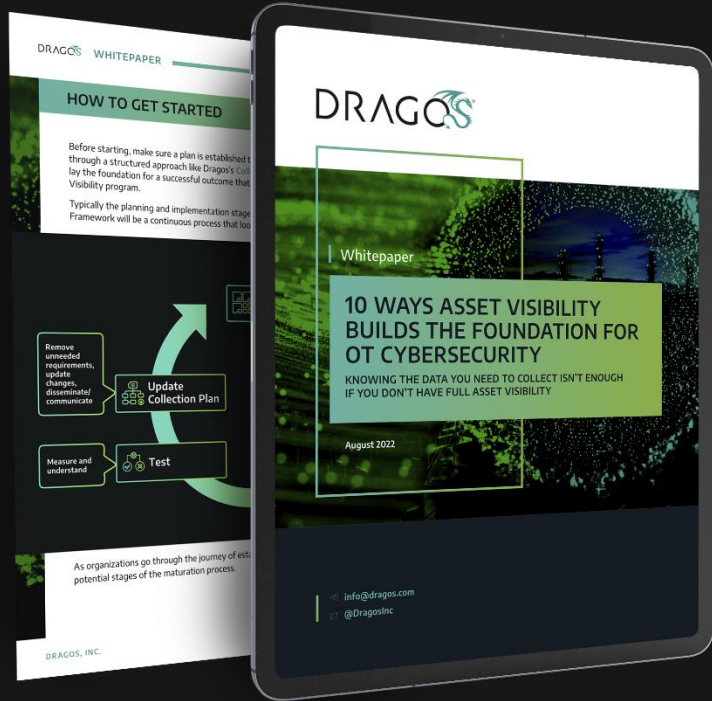 DRAGOS WHITEPAPER
HOW TO GET STARTED
Before starting, make sure a plan is established
through a structured approach like Dragos's
lay the foundation for a successful outcome that
Visibility program.
Typically the planning and implementation stage
Framework will be a continuous process that
Remove
unneeded
requirements,
update
changes,
disseminate/
communicate
Update
Collection Plan
Measure and
understand
Test
As organizations go through the journey of
potential stages of the maturation process.
DRAGOS, INC.
DRAGOS
Whitepaper
10 WAYS ASSET VISIBILITY
BUILDS THE FOUNDATION FOR
OT CYBERSECURITY
KNOWING THE DATA YOU NEED TO COLLECT ISN'T ENOUGH
IF YOU DON'T HAVE FULL ASSET VISIBILITY
August 2022
info@dragos.com
@DragosInc